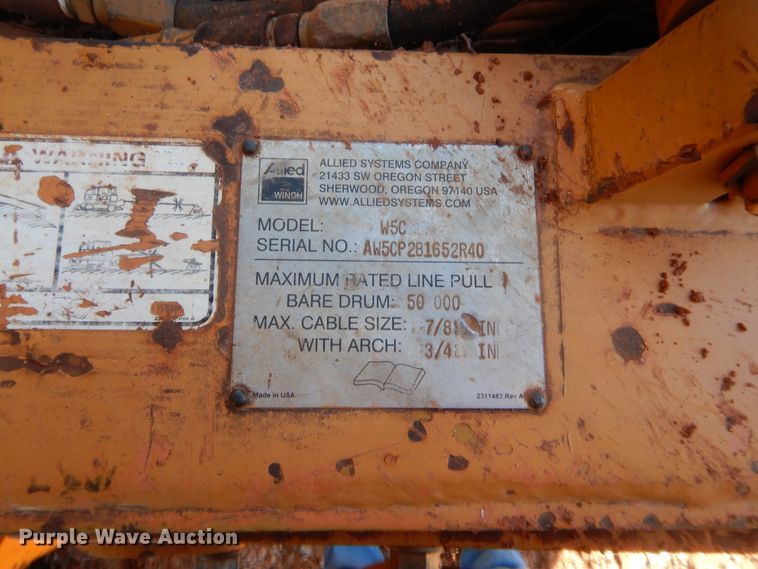 WARNING
Allied
WINCH
ALLIED SYSTEMS COMPANY
21433 SW OREGON STREET
SHERWOOD, OREGON 97140 USA
WWW.ALLIEDSYSTEMS.COM
MODEL: W5C
SERIAL NO.: AW5CP2B1652R40
MAXIMUM RATED LINE PULL
BARE DRUM: 50 000
MAX. CABLE SIZE: 7/8 IN
WITH ARCH: 3/4 IN
Made in USA
2311482 Rev A
Purple Wave Auction